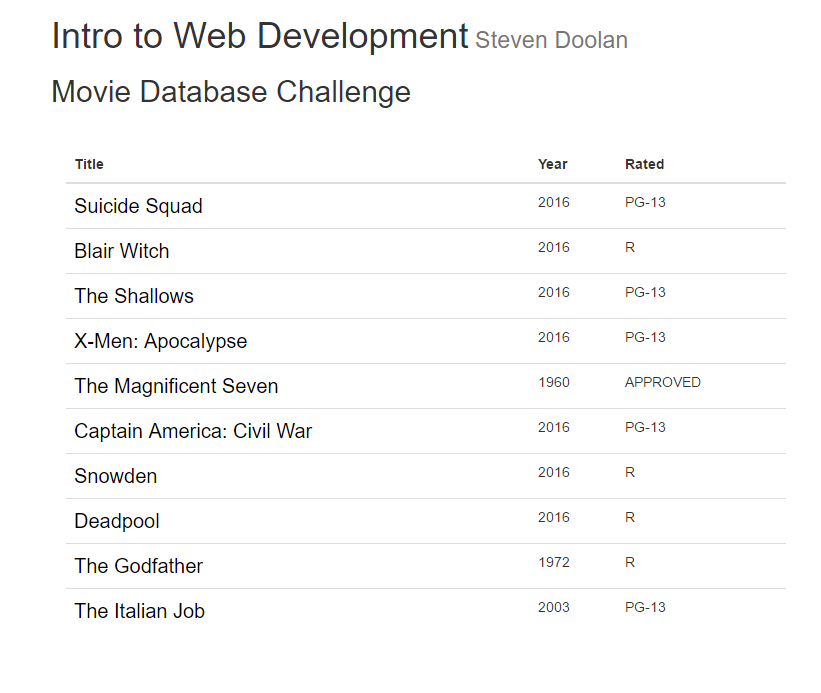 Intro to Web Development Steven Doolan
Movie Database Challenge
Title Year Rated
Suicide Squad 2016 PG-13
Blair Witch 2016 R
The Shallows 2016 PG-13
X-Men: Apocalypse 2016 PG-13
The Magnificent Seven 1960 APPROVED
Captain America: Civil War 2016 PG-13
Snowden 2016 R
Deadpool 2016 R
The Godfather 1972 R
The Italian Job 2003 PG-13